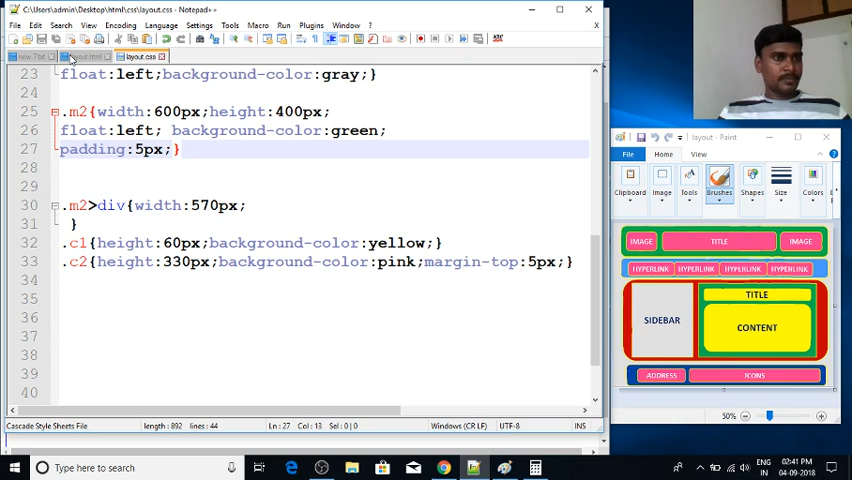 C:\Users\admin\Desktop\html\css\layout.css - Notepad++
File Edit Search View Encoding Language Settings Tools Macro Run Plugins Window ?
X
layout.html layout.css
23 float:left;background-color:gray;}
24
25 .m2{width:600px;height:400px;
26 float:left; background-color:green;
27 padding:5px;}
28
29
30 .m2>div{width:570px;
31 }
32 .c1{height:60px;background-color:yellow;}
33 .c2{height:330px;background-color:pink;margin-top:5px;}
34
35
36
37
38
39
40
Cascade Style Sheets File length : 892 lines : 44 Ln : 27 Col : 13 Sel : 0 | 0 Windows (CR LF) UTF-8 INS
layout - Paint
File Home View
Clipboard Image Tools Brushes Shapes Size Colors
IMAGE TITLE IMAGE
HYPERLINK HYPERLINK HYPERLINK HYPERLINK
TITLE
SIDEBAR
CONTENT
ADDRESS ICONS
50%
Type here to search
ENG
IN
02:41 PM
04-09-2018